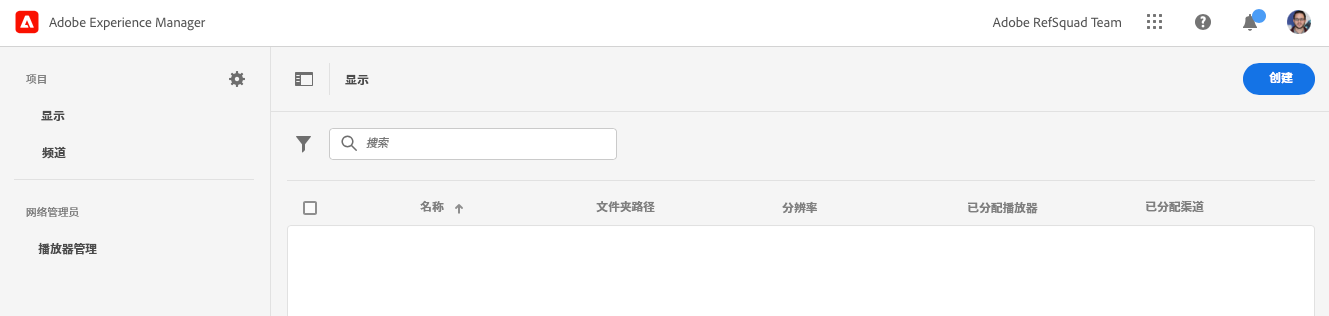 Adobe Experience Manager
Adobe RefSquad Team
项目
显示
频道
网络管理员
播放器管理
显示
创建
搜索
名称
文件夹路径
分辨率
已分配播放器
已分配渠道